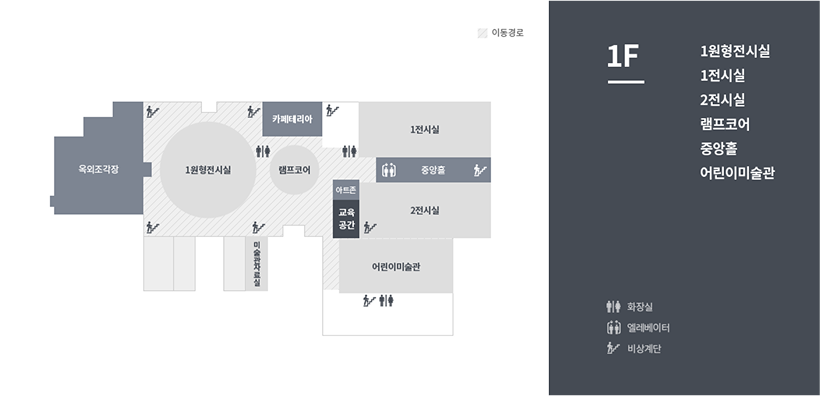 이동경로
카페테리아
1전시실
옥외조각장
1원형전시실
램프코어
중앙홀
아트존
교육
공간
2전시실
미술관자료실
어린이미술관
1F
1원형전시실
1전시실
2전시실
램프코어
중앙홀
어린이미술관
화장실
엘레베이터
비상계단